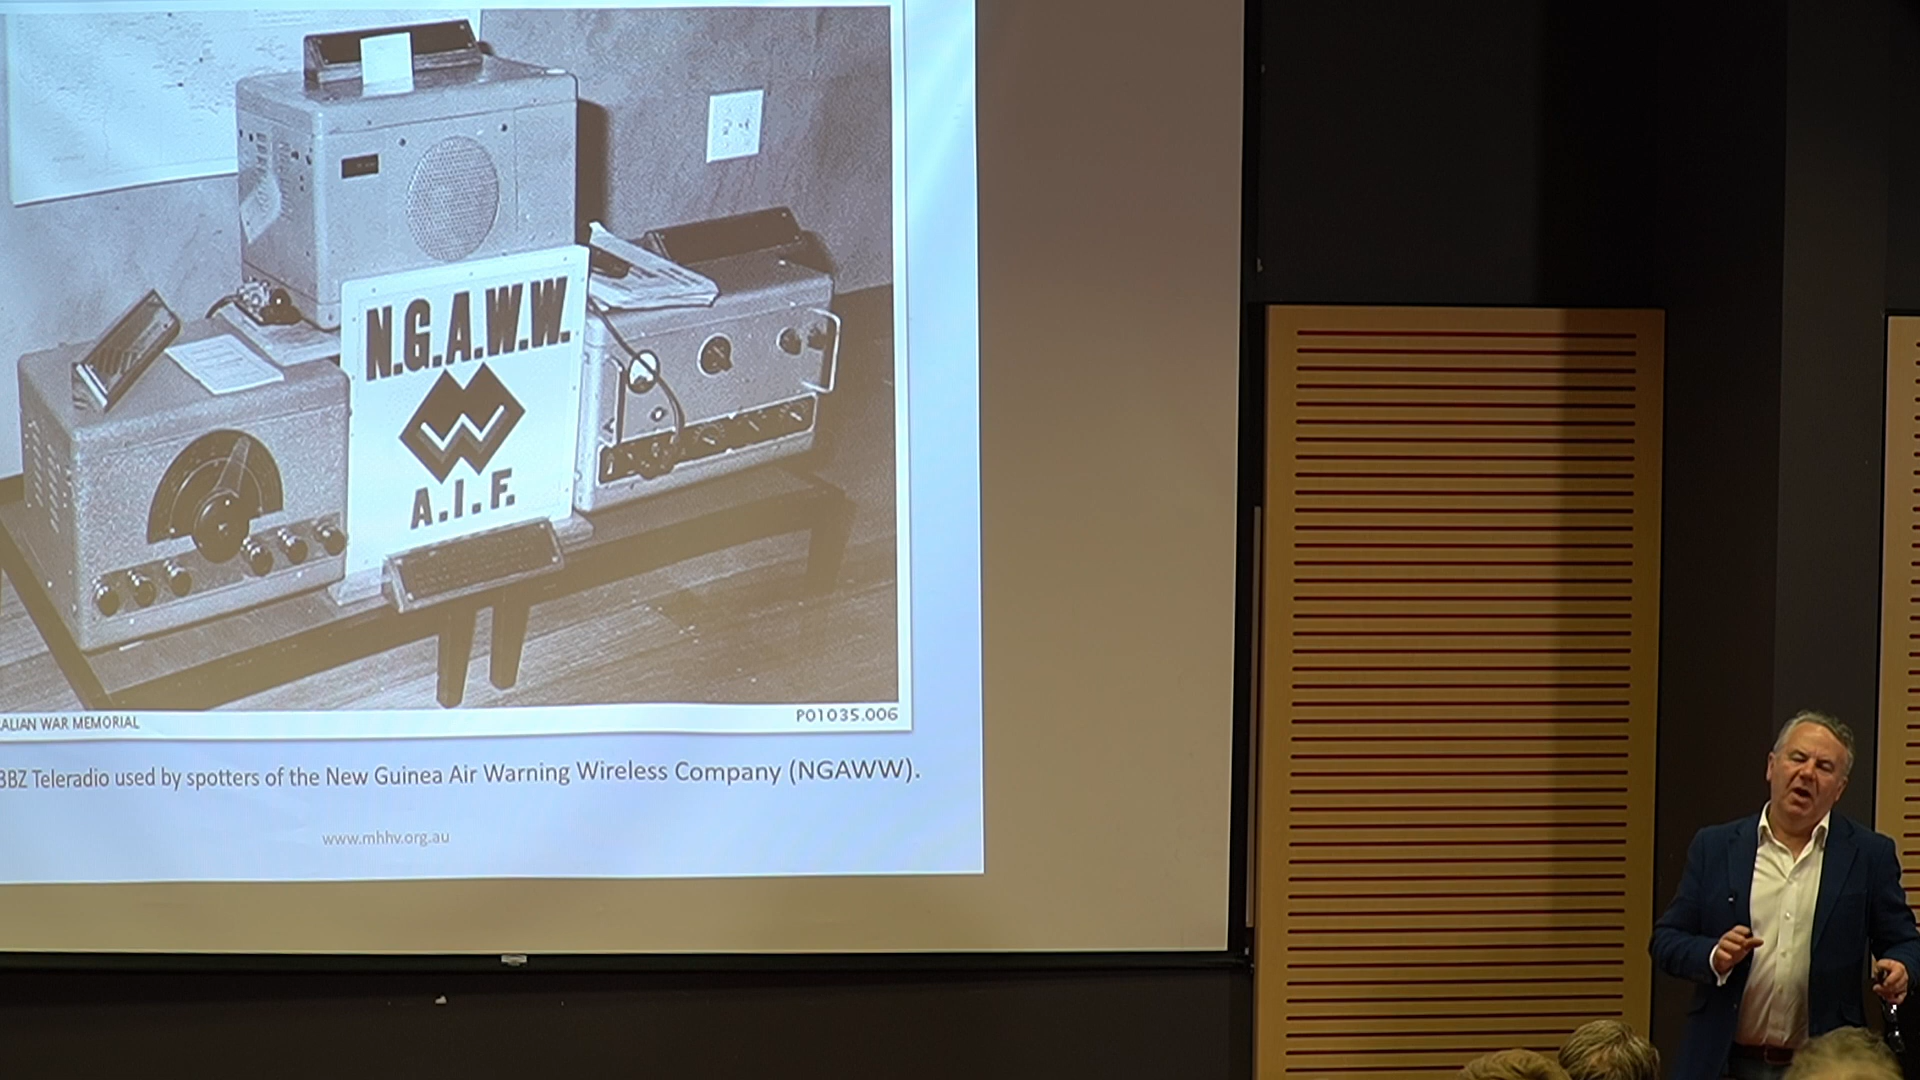 N.G.A.W.W.
A.I.F.
ALIAN WAR MEMORIAL
P01035.006
3BZ Teleradio used by spotters of the New Guinea Air Warning Wireless Company (NGAWW).
www.mhhv.org.au